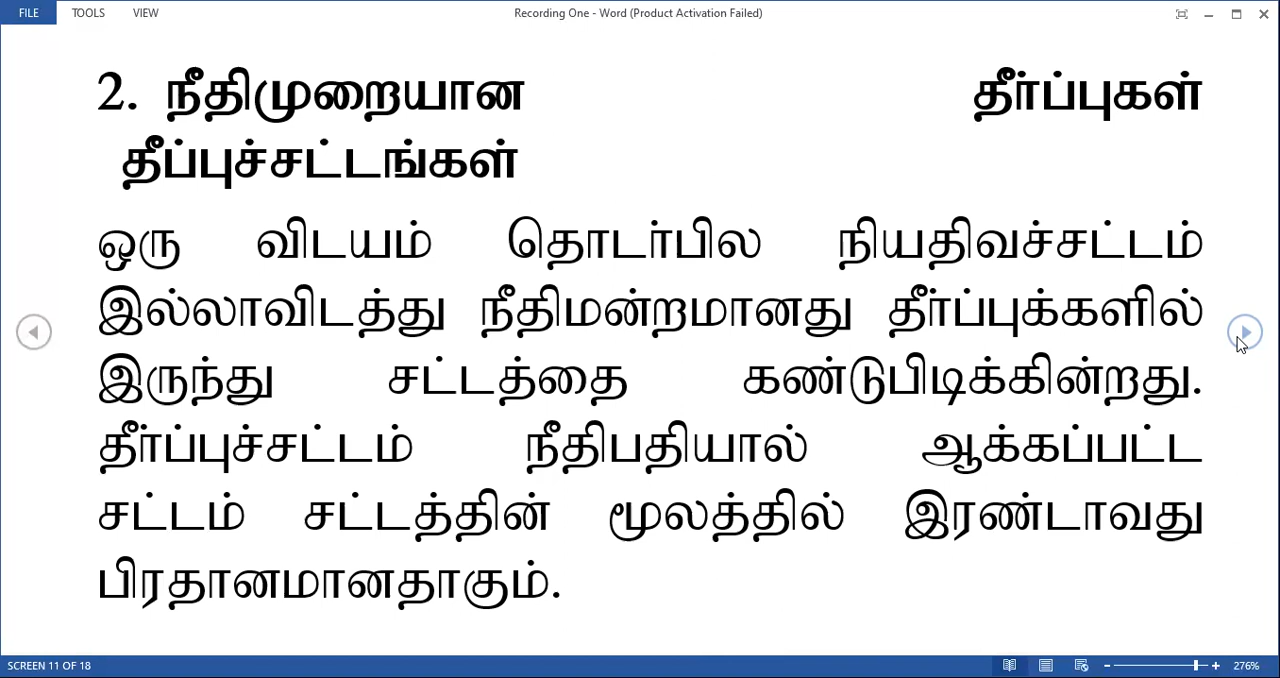 FILE TOOLS VIEW Recording One - Word (Product Activation Failed)
2. நீதிமுறையான தீர்ப்புகள்
தீப்புச்சட்டங்கள்
ஒரு விடயம் தொடர்பில நியதிவச்சட்டம்
இல்லாவிடத்து நீதிமன்றமானது தீர்ப்புக்களில்
இருந்து சட்டத்தை கண்டுபிடிக்கின்றது.
தீர்ப்புச்சட்டம் நீதிபதியால் ஆக்கப்பட்ட
சட்டம் சட்டத்தின் மூலத்தில் இரண்டாவது
பிரதானமானதாகும்.
SCREEN 11 OF 18 276%